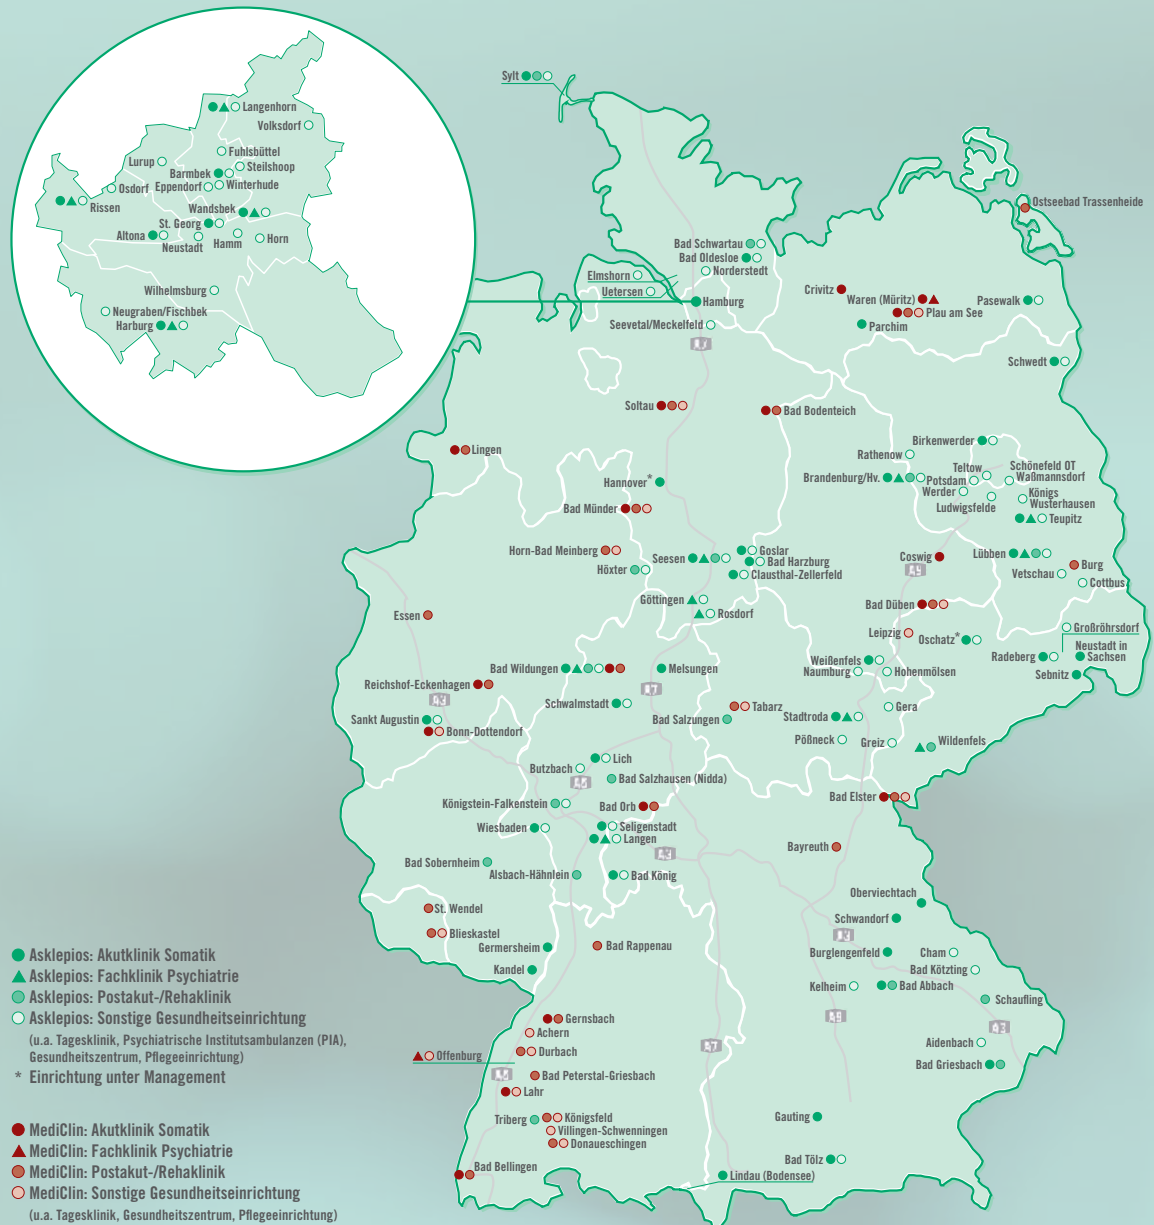 Sylt
Langenhorn
Volksdorf
Fuhlsbüttel
Lurup
Steilshoop
Barmbek
Osdorf
Eppendorf
Winterhude
Rissen
Wandsbek
St. Georg
Altona
Neustadt
Hamm
Horn
Wilhelmsburg
Neugraben/Fischbek
Harburg
Ostseebad Trassenheide
Bad Schwartau
Bad Oldesloe
Norderstedt
Elmshorn
Uetersen
Hamburg
Crivitz
Waren (Müritz)
Pasewalk
Plau am See
Parchim
Seevetal/Meckelfeld
A7
Schwedt
Soltau
Bad Bodenteich
Birkenwerder
Lingen
Rathenow
Teltow
Schönefeld OT
Waßmannsdorf
Brandenburg/Hv.
Potsdam
Hannover*
Werder
Königs
Wusterhausen
Ludwigsfelde
Bad Münder
Teupitz
Horn-Bad Meinberg
Goslar
Seesen
Bad Harzburg
Coswig
Lübben
Burg
Höxter
Clausthal-Zellerfeld
A9
Vetschau
Cottbus
Göttingen
Rosdorf
Bad Düben
Essen
Leipzig
Großröhrsdorf
Oschatz*
Neustadt in
Sachsen
Radeberg
Weißenfels
Bad Wildungen
Melsungen
Naumburg
Hohenmölsen
Sebnitz
Reichshof-Eckenhagen
A7
A3
Schwalmstadt
Tabarz
Gera
Sankt Augustin
Bad Salzungen
Stadtroda
Bonn-Dottendorf
Pößneck
Greiz
Wildenfels
Lich
Butzbach
Bad Salzhausen (Nidda)
A5
Königstein-Falkenstein
Bad Orb
Bad Elster
Wiesbaden
Seligenstadt
Langen
Bayreuth
A3
Bad Sobernheim
Alsbach-Hähnlein
Bad König
Oberviechtach
St. Wendel
Schwandorf
Blieskastel
Germersheim
Bad Rappenau
Burglengenfeld
Cham
Kandel
Bad Kötzting
Kelheim
Bad Abbach
Schaufling
Gernsbach
A9
A3
Achern
Aidenbach
Offenburg
Durbach
A7
Bad Griesbach
Bad Peterstal-Griesbach
Lahr
Triberg
Königsfeld
Gauting
Villingen-Schwenningen
Donaueschingen
Bad Tölz
Bad Bellingen
Lindau (Bodensee)
Asklepios: Akutklinik Somatik
Asklepios: Fachklinik Psychiatrie
Asklepios: Postakut-/Rehaklinik
Asklepios: Sonstige Gesundheitseinrichtung
(u.a. Tagesklinik, Psychiatrische Institutsambulanzen (PIA),
Gesundheitszentrum, Pflegeeinrichtung)
* Einrichtung unter Management
MediClin: Akutklinik Somatik
MediClin: Fachklinik Psychiatrie
MediClin: Postakut-/Rehaklinik
MediClin: Sonstige Gesundheitseinrichtung
(u.a. Tagesklinik, Gesundheitszentrum, Pflegeeinrichtung)